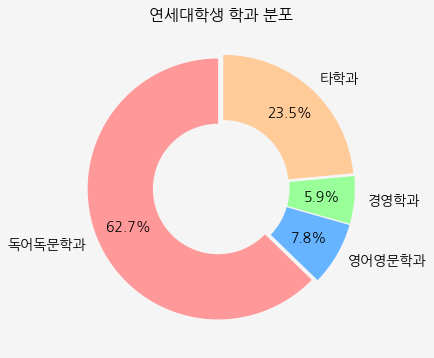 연세대학생 학과 분포
타학과
23.5%
경영학과
5.9%
영어영문학과
7.8%
독어독문학과
62.7%